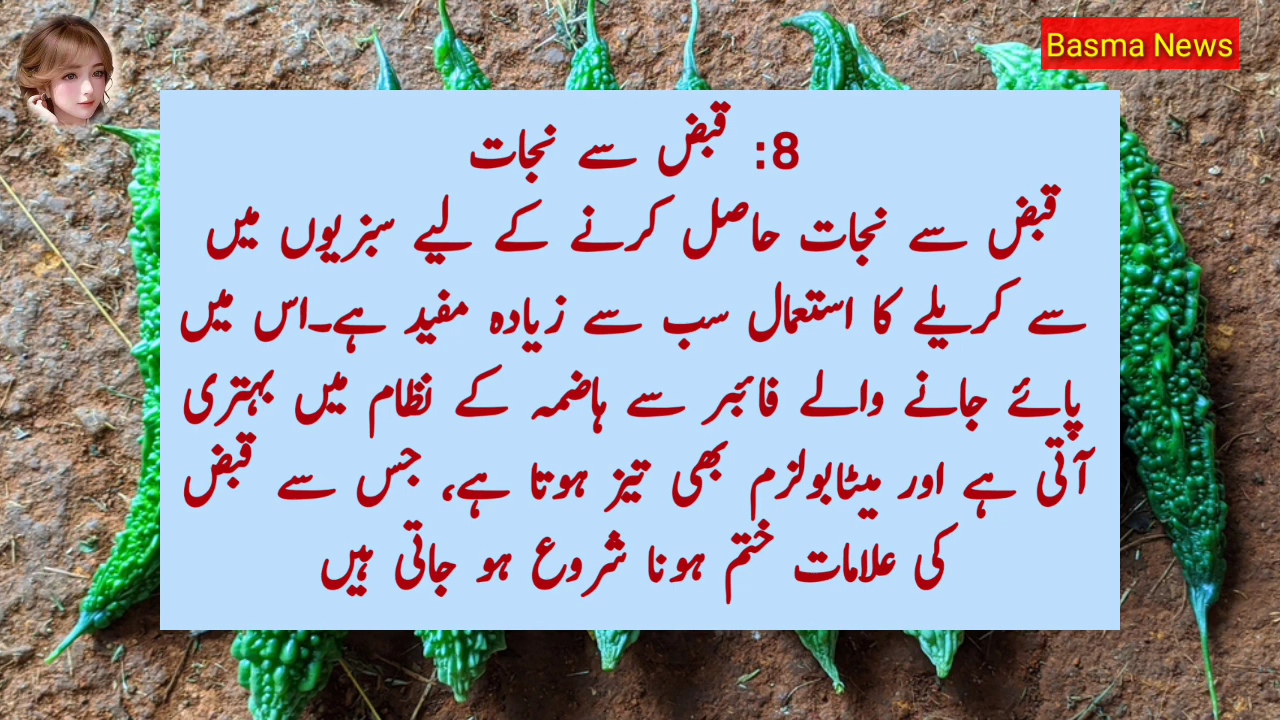 Basma News
8: قبض سے نجات
قبض سے نجات حاصل کرنے کے لیے سبزیوں میں
سے کریلے کا استعمال سب سے زیادہ مفید ہے۔اس میں
پائے جانے والے فائبر سے ہاضمہ کے نظام میں بہتری
آتی ہے اور میٹابولزم بھی تیز ہوتا ہے، جس سے قبض
کی علامات ختم ہونا شروع ہو جاتی ہیں